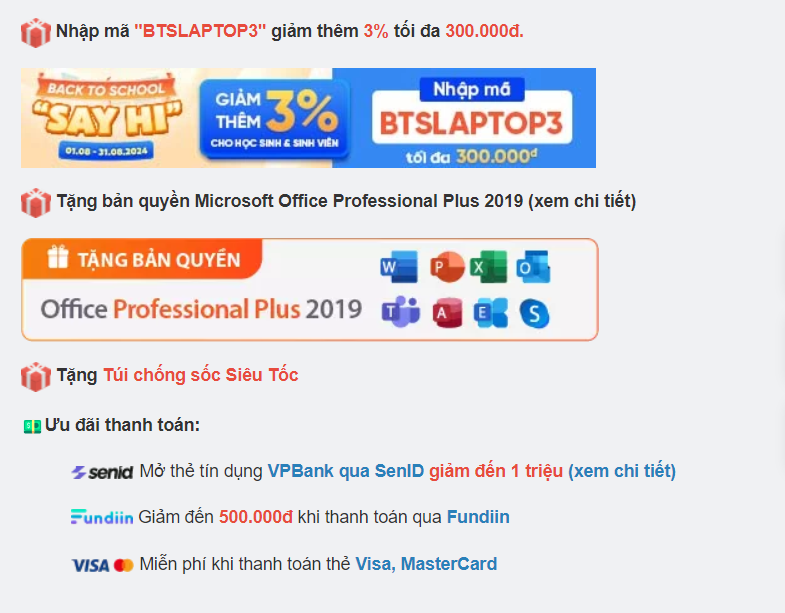 Nhập mã "BTSLAPTOP3" giảm thêm 3% tối đa 300.000đ.
BACK TO SCHOOL
"SAY HI"
01.08 - 31.08.2024
GIẢM THÊM 3%
CHO HỌC SINH & SINH VIÊN
Nhập mã
BTSLAPTOP3
tối đa 300.000đ
Tặng bản quyền Microsoft Office Professional Plus 2019 (xem chi tiết)
TẶNG BẢN QUYỀN
Office Professional Plus 2019
W P X O
T A E S
Tặng Túi chống sốc Siêu Tốc
Ưu đãi thanh toán:
senid Mở thẻ tín dụng VPBank qua SenID giảm đến 1 triệu (xem chi tiết)
Fundiin Giảm đến 500.000đ khi thanh toán qua Fundiin
VISA Miễn phí khi thanh toán thẻ Visa, MasterCard